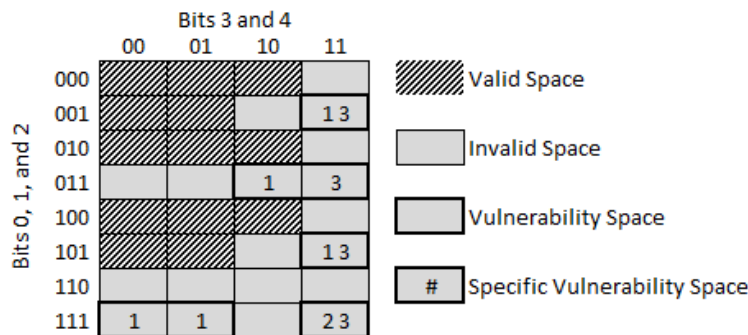 Bits 3 and 4
00 01 10 11
Bits 0, 1, and 2
000
001 1 3
010
011 1 3
100
101 1 3
110
111 1 1 2 3
Valid Space
Invalid Space
Vulnerability Space
# Specific Vulnerability Space